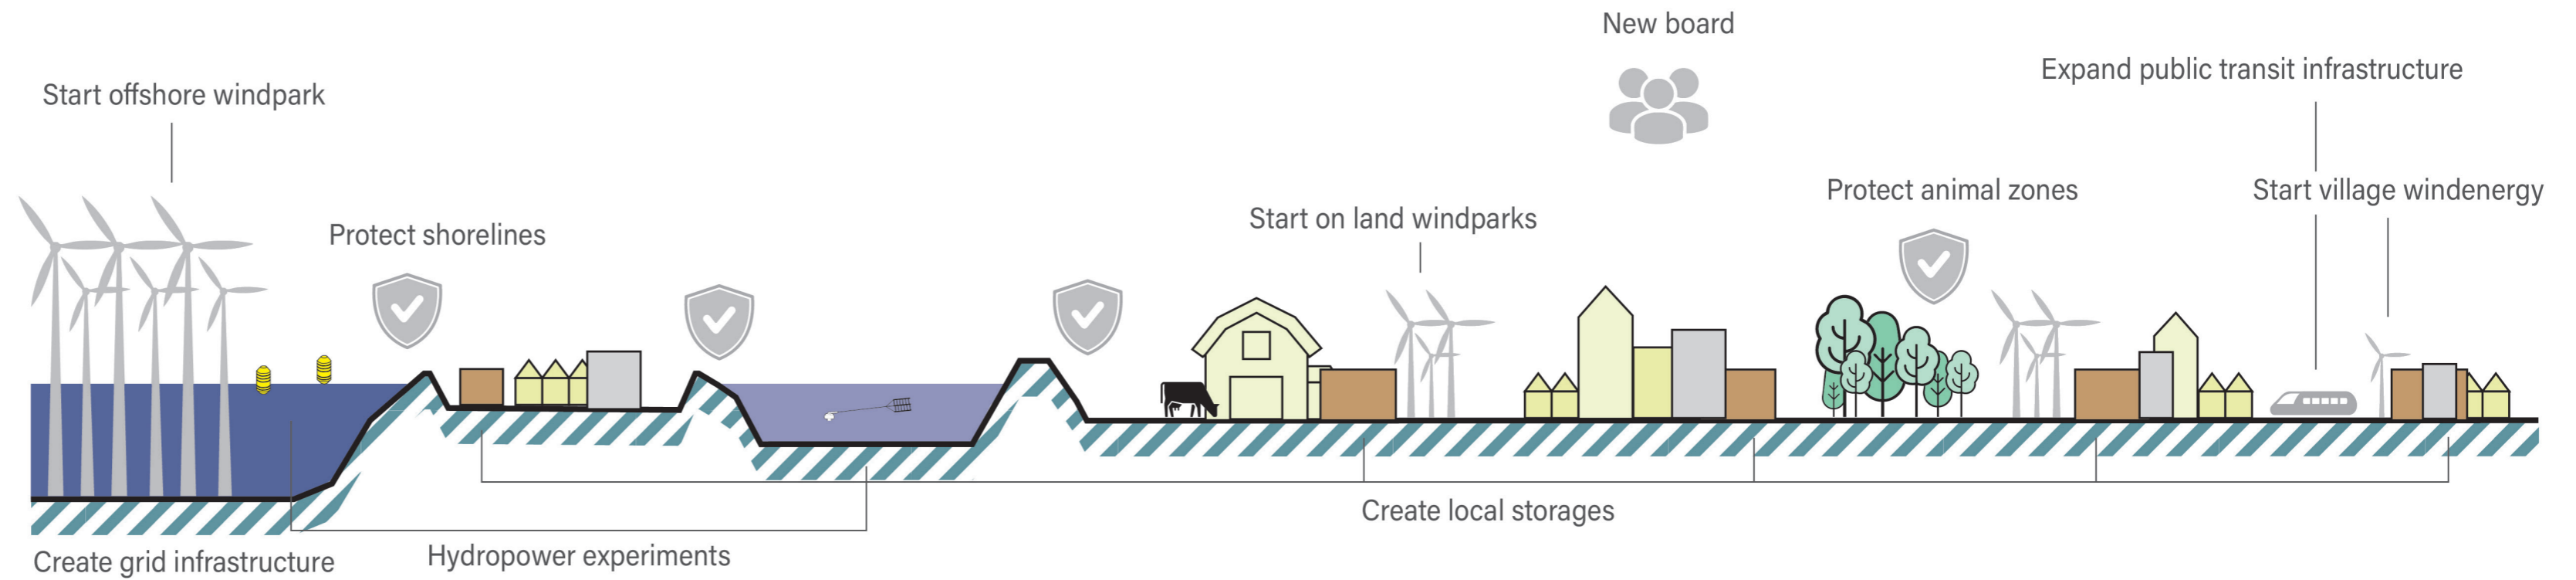 New board
Expand public transit infrastructure
Start offshore windpark
Protect animal zones
Start village windenergy
Start on land windparks
Protect shorelines
Create local storages
Hydropower experiments
Create grid infrastructure